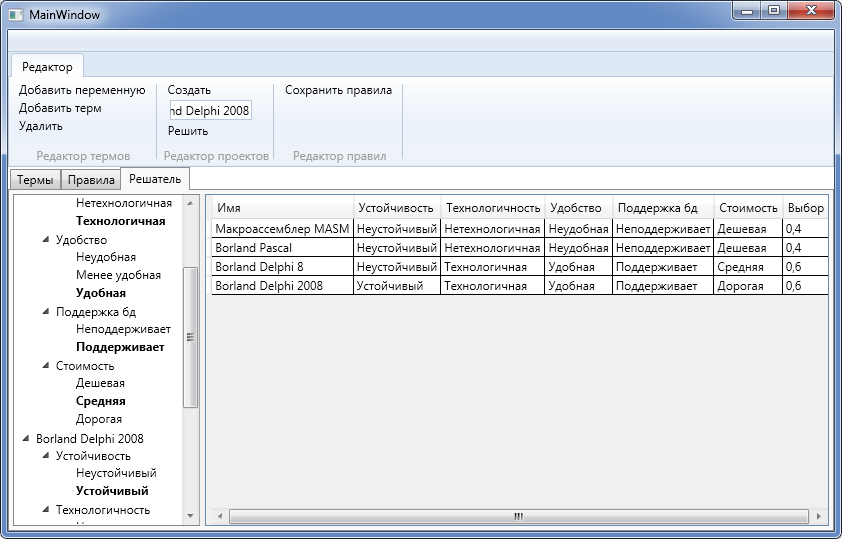 MainWindow
Редактор
Добавить переменную
Добавить терм
Удалить
Редактор термов
Создать
nd Delphi 2008
Решить
Редактор проектов
Сохранить правила
Редактор правил
Термы Правила Решатель
Нетехнологичная
Технологичная
Удобство
Неудобная
Менее удобная
Удобная
Поддержка бд
Неподдерживает
Поддерживает
Стоимость
Дешевая
Средняя
Дорогая
Borland Delphi 2008
Устойчивость
Неустойчивый
Устойчивый
Технологичность
Имя Устойчивость Технологичность Удобство Поддержка бд Стоимость Выбор
Макроассемблер MASM Неустойчивый Нетехнологичная Неудобная Неподдерживает Дешевая 0,4
Borland Pascal Неустойчивый Нетехнологичная Неудобная Неподдерживает Дешевая 0,4
Borland Delphi 8 Неустойчивый Технологичная Удобная Поддерживает Средняя 0,6
Borland Delphi 2008 Устойчивый Технологичная Удобная Поддерживает Дорогая 0,6